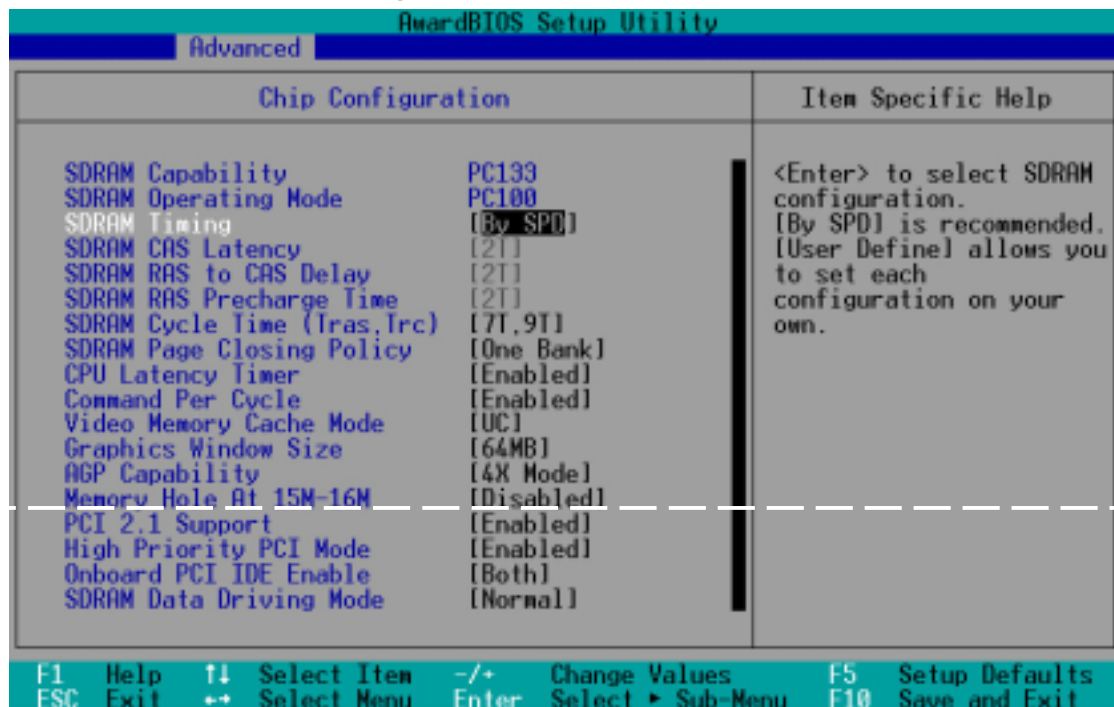 AwardBIOS Setup Utility
Advanced
Chip Configuration
SDRAM Capability PC133
SDRAM Operating Mode PC100
SDRAM Timing [By SPD]
SDRAM CAS Latency [2T]
SDRAM RAS to CAS Delay [2T]
SDRAM RAS Precharge Time [2T]
SDRAM Cycle Time (Tras,Trc) [7T,9T]
SDRAM Page Closing Policy [One Bank]
CPU Latency Timer [Enabled]
Command Per Cycle [Enabled]
Video Memory Cache Mode [UC]
Graphics Window Size [64MB]
AGP Capability [4X Mode]
Memory Hole At 15M-16M [Disabled]
PCI 2.1 Support [Enabled]
High Priority PCI Mode [Enabled]
Onboard PCI IDE Enable [Both]
SDRAM Data Driving Mode [Normal]
Item Specific Help
<Enter> to select SDRAM
configuration.
[By SPD] is recommended.
[User Define] allows you
to set each
configuration on your
own.
F1 Help ↑↓ Select Item -/+ Change Values F5 Setup Defaults
ESC Exit ←→ Select Menu Enter Select ► Sub-Menu F10 Save and Exit